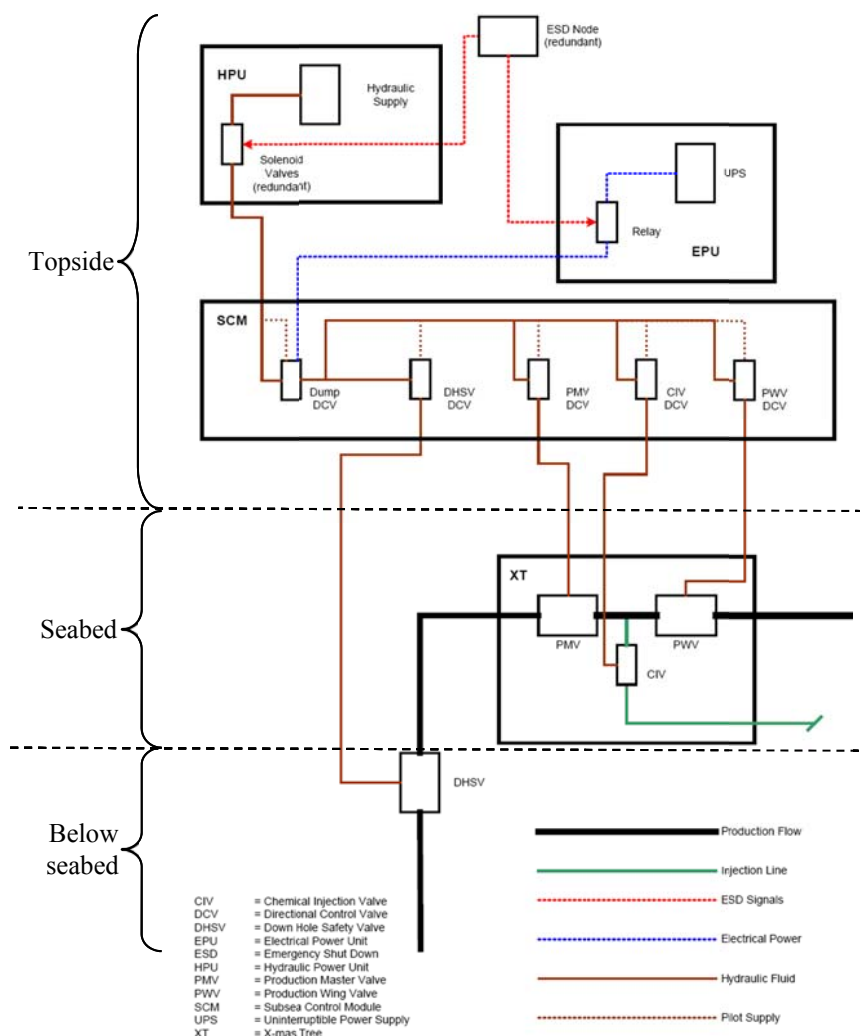 ESD Node
(redundant)
HPU
Hydraulic
Supply
Solenoid
Valves
(redundant)
UPS
Relay
EPU
Topside
SCM
Dump
DCV
DHSV
DCV
PMV
DCV
CIV
DCV
PWV
DCV
XT
Seabed
PMV
PWV
CIV
DHSV
Below
seabed
Production Flow
Injection Line
ESD Signals
Electrical Power
Hydraulic Fluid
Pilot Supply
CIV = Chemical Injection Valve
DCV = Directional Control Valve
DHSV = Down Hole Safety Valve
EPU = Electrical Power Unit
ESD = Emergency Shut Down
HPU = Hydraulic Power Unit
PMV = Production Master Valve
PWV = Production Wing Valve
SCM = Subsea Control Module
UPS = Uninterruptible Power Supply
XT = X-mas Tree